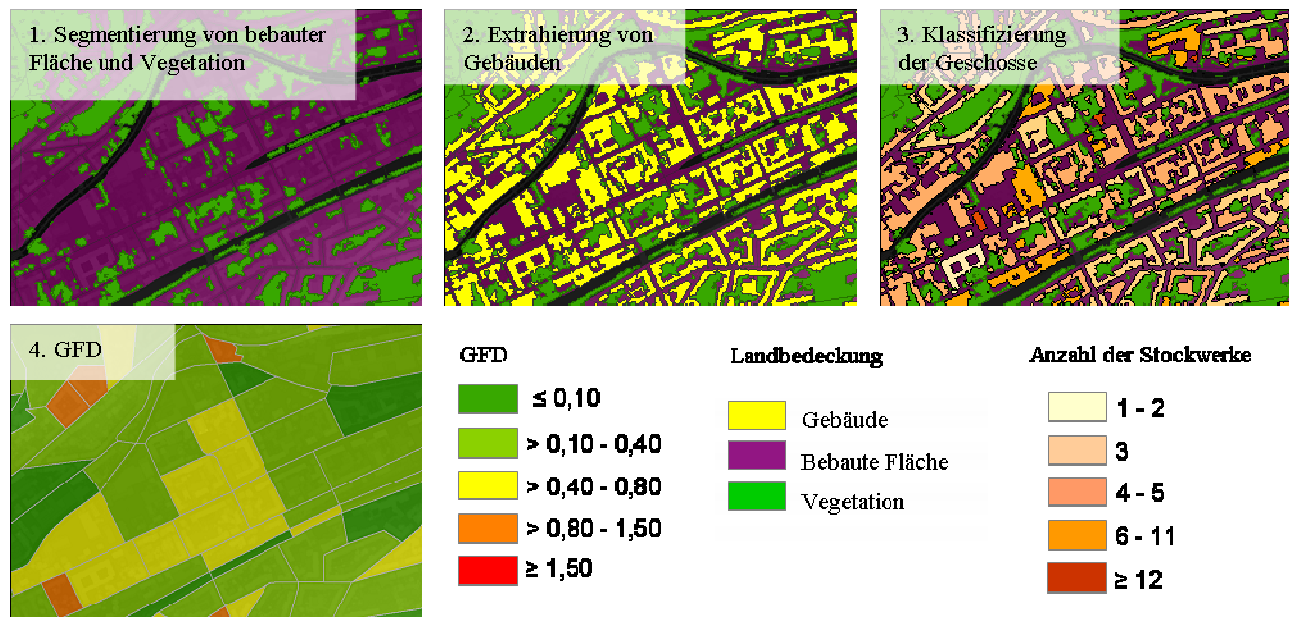 1. Segmentierung von bebauter
Fläche und Vegetation
2. Extrahierung von
Gebäuden
3. Klassifizierung
der Geschosse
4. GFD
GFD
≤ 0,10
> 0,10 - 0,40
> 0,40 - 0,80
> 0,80 - 1,50
≥ 1,50
Landbedeckung
Gebäude
Bebaute Fläche
Vegetation
Anzahl der Stockwerke
1 - 2
3
4 - 5
6 - 11
≥ 12